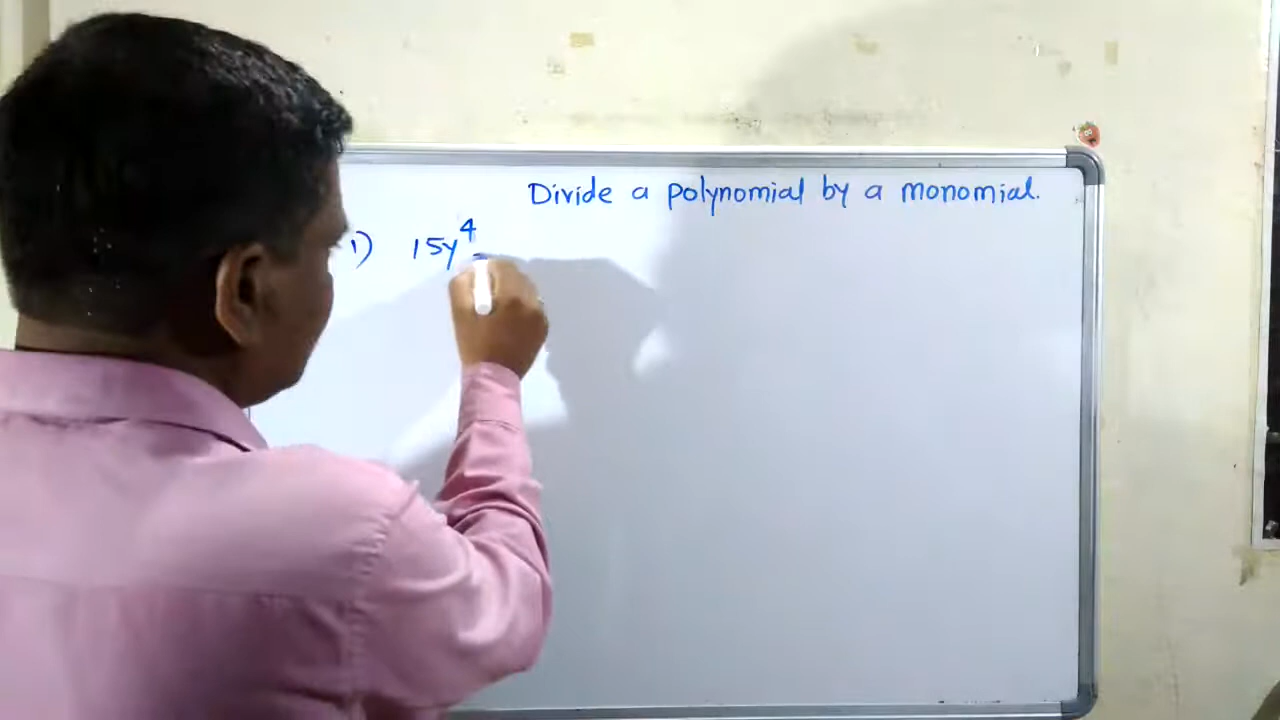 Divide a polynomial by a monomial.
1) 15y⁴